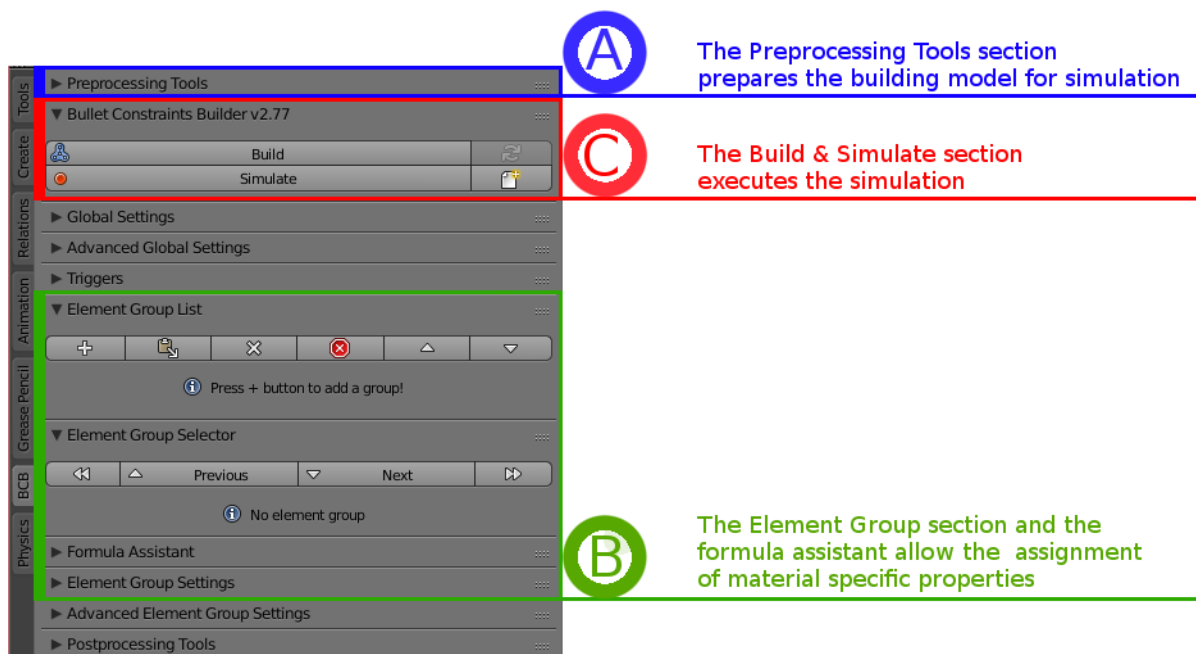 Tools
Create
Relations
Animation
Grease Pencil
BCB
Physics
Preprocessing Tools
Bullet Constraints Builder v2.77
Build
Simulate
Global Settings
Advanced Global Settings
Triggers
Element Group List
Press + button to add a group!
Element Group Selector
Previous Next
No element group
Formula Assistant
Element Group Settings
Advanced Element Group Settings
Postprocessing Tools
A
The Preprocessing Tools section
prepares the building model for simulation
C
The Build & Simulate section
executes the simulation
B
The Element Group section and the
formula assistant allow the assignment
of material specific properties